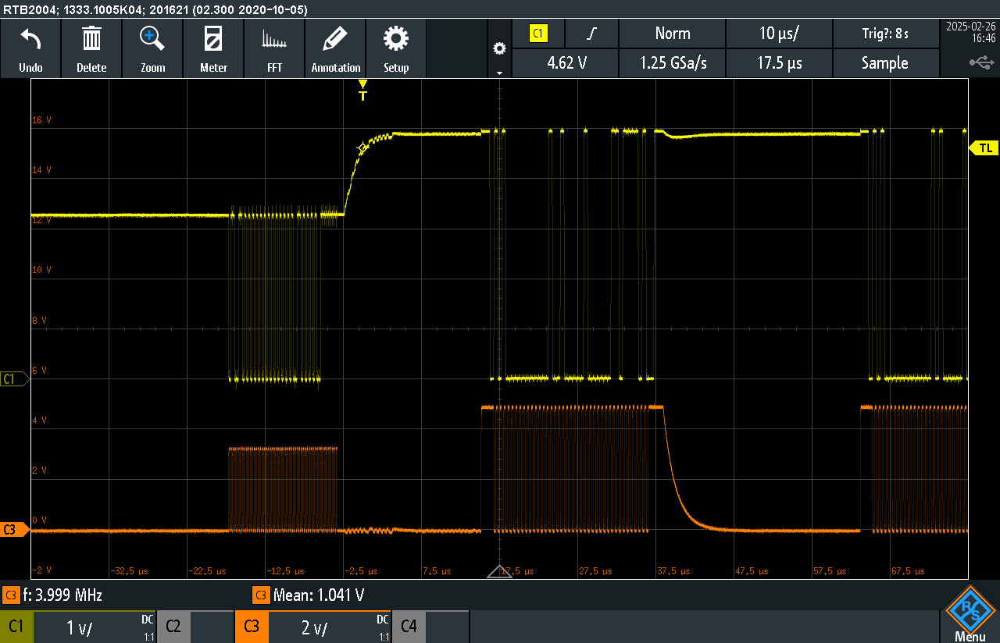 RTB2004; 1333.1005K04; 201621 (02.300 2020-10-05)
Undo Delete Zoom Meter FFT Annotation Setup
C1 Norm 10 µs/ Trig?: 8 s
4.62 V 1.25 GSa/s 17.5 µs Sample
2025-02-26
16:46
T
16 V
TL
14 V
12 V
10 V
8 V
6 V
C1
4 V
2 V
0 V
C3
-2 V -32,5 µs -22,5 µs -12,5 µs -2,5 µs 7,5 µs 17,5 µs 27,5 µs 37,5 µs 47,5 µs 57,5 µs 67,5 µs
C3 f: 3.999 MHz C3 Mean: 1.041 V
C1 1 V/ DC 1:1 C2 C3 2 V/ DC 1:1 C4
R S
Menu